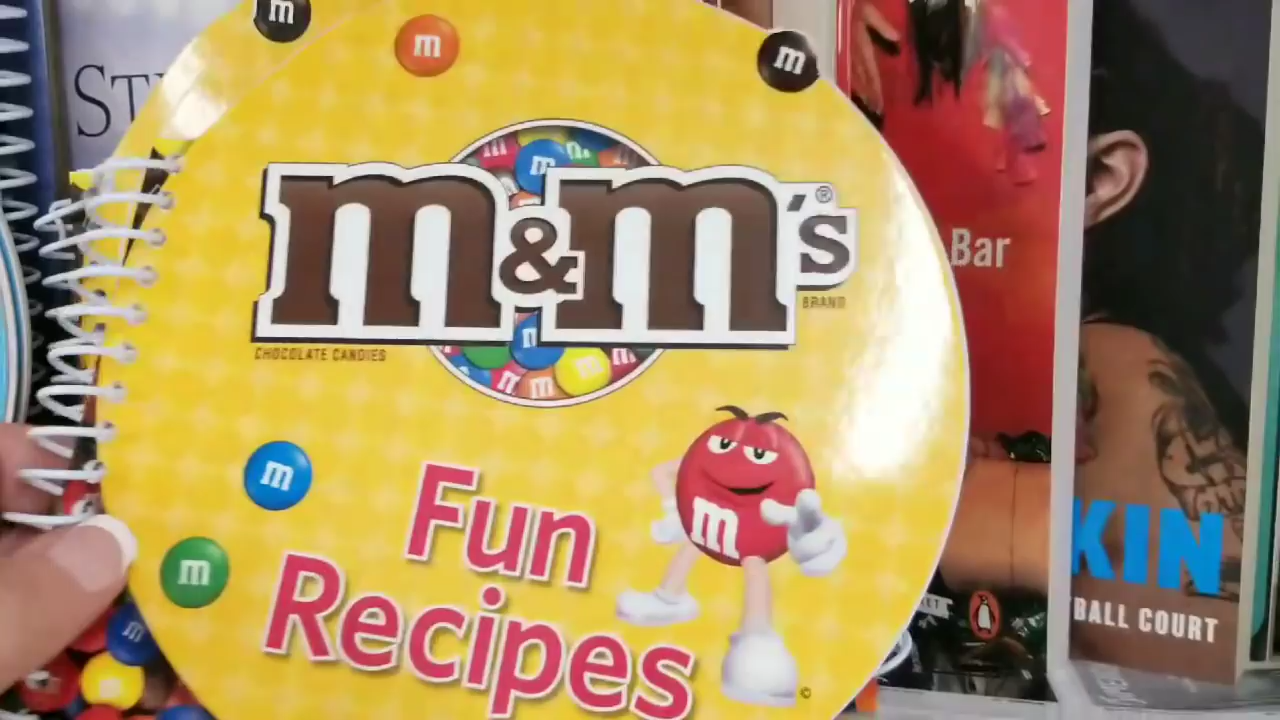 m&m's®
BRAND
CHOCOLATE CANDIES
Fun
Recipes
m
m
m
m
m
m
©
Bar
KIN
BALL COURT